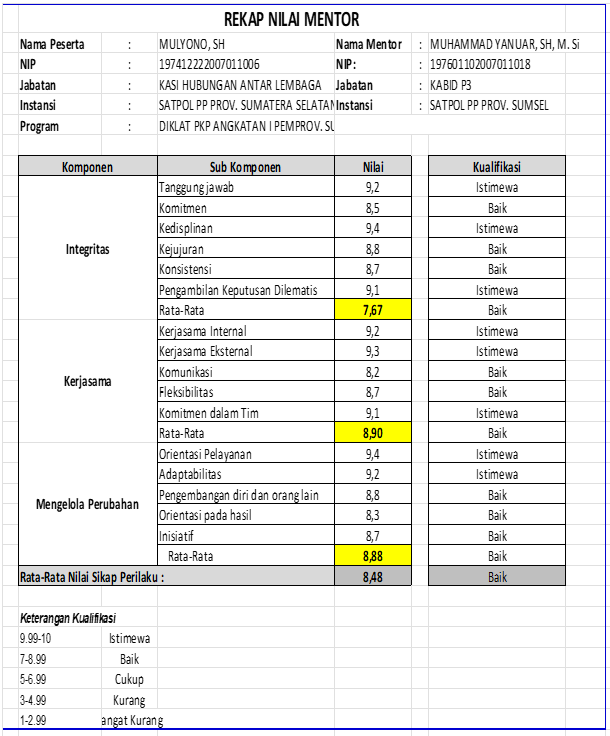 REKAP NILAI MENTOR
Nama Peserta : MULYONO, SH Nama Mentor : MUHAMMAD YANUAR, SH, M. Si
NIP : 197412222007011006 NIP: : 197601102007011018
Jabatan : KASI HUBUNGAN ANTAR LEMBAGA Jabatan : KABID P3
Instansi : SATPOL PP PROV. SUMATERA SELATAN Instansi : SATPOL PP PROV. SUMSEL
Program : DIKLAT PKP ANGKATAN I PEMPROV. SU
Komponen Sub Komponen Nilai Kualifikasi
Tanggung jawab 9,2 Istimewa
Komitmen 8,5 Baik
Kedisplinan 9,4 Istimewa
Integritas Kejujuran 8,8 Baik
Konsistensi 8,7 Baik
Pengambilan Keputusan Dilematis 9,1 Istimewa
Rata-Rata 7,67 Baik
Kerjasama Internal 9,2 Istimewa
Kerjasama Eksternal 9,3 Istimewa
Kerjasama Komunikasi 8,2 Baik
Fleksibilitas 8,7 Baik
Komitmen dalam Tim 9,1 Istimewa
Rata-Rata 8,90 Baik
Orientasi Pelayanan 9,4 Istimewa
Adaptabilitas 9,2 Istimewa
Mengelola Perubahan Pengembangan diri dan orang lain 8,8 Baik
Orientasi pada hasil 8,3 Baik
Inisiatif 8,7 Baik
Rata-Rata 8,88 Baik
Rata-Rata Nilai Sikap Perilaku : 8,48 Baik
Keterangan Kualifikasi
9.99-10 Istimewa
7-8.99 Baik
5-6.99 Cukup
3-4.99 Kurang
1-2.99 angat Kurang